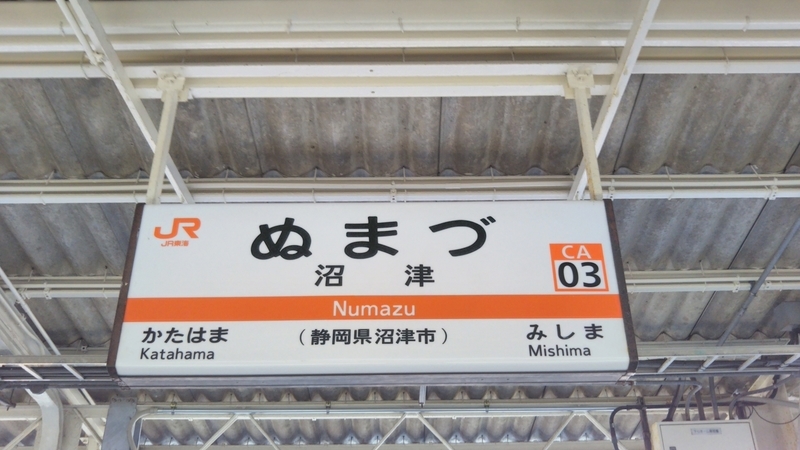 JR
JR東海
ぬまづ
沼津
CA
03
Numazu
かたはま
Katahama
(静岡県沼津市)
みしま
Mishima